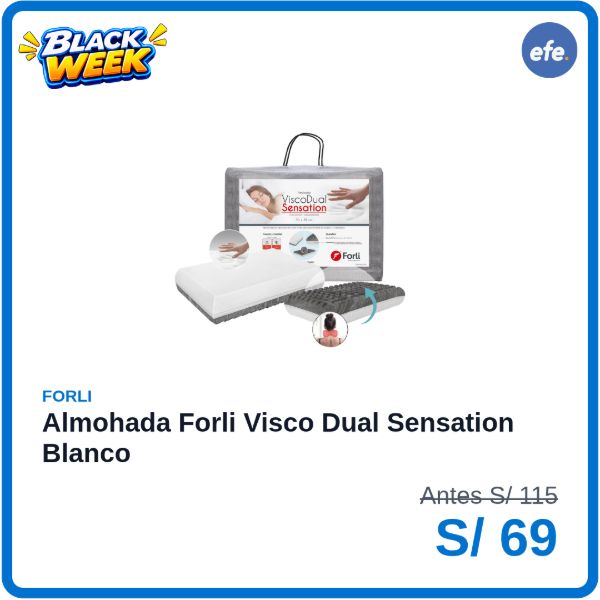 BLACK
WEEK
efe.
ViscoDual
Sensation
Forli
FORLI
Almohada Forli Visco Dual Sensation
Blanco
Antes S/ 115
S/ 69